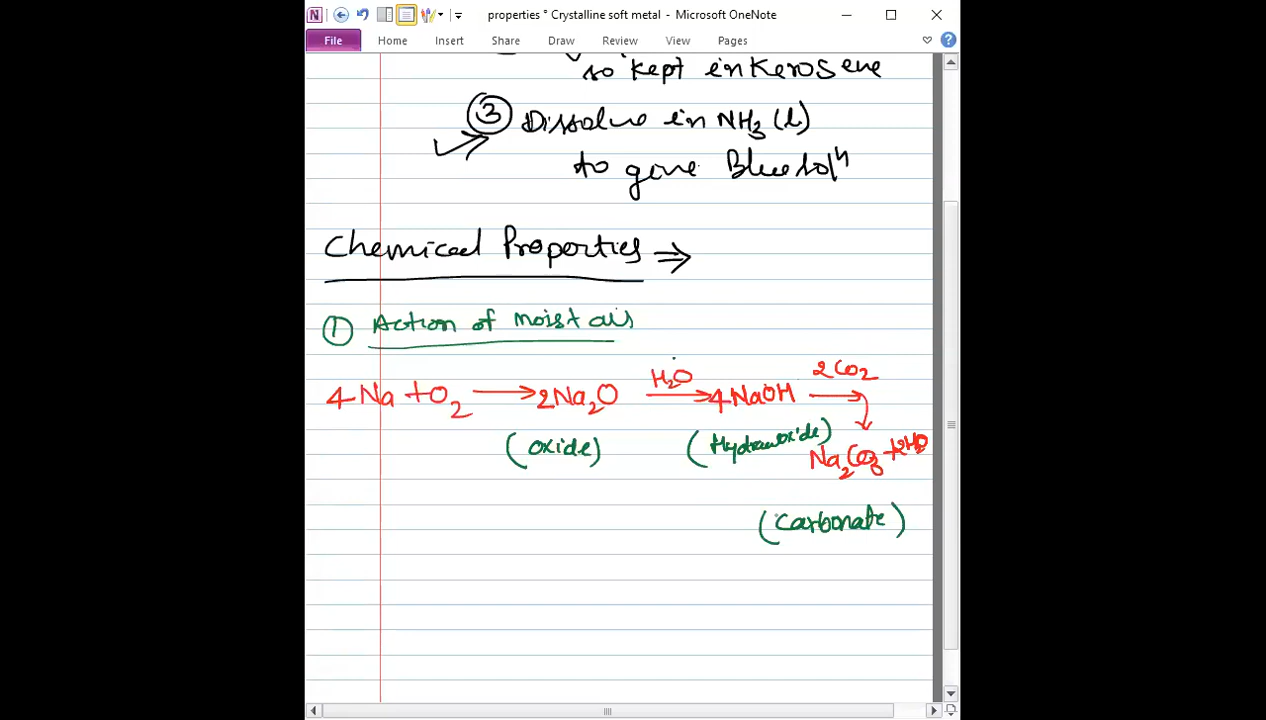 properties ° Crystalline soft metal - Microsoft OneNote
File Home Insert Share Draw Review View Pages
so kept in Kerosene
③ Dissolve in NH₃ (l)
to give Blue solⁿ
Chemical Properties ⇒
① Action of moist air
4Na + O₂ → 2Na₂O H₂O → 4NaOH 2CO₂ →
(oxide) (Hydrooxide) Na₂CO₃ + 2H₂O
(carbonate)